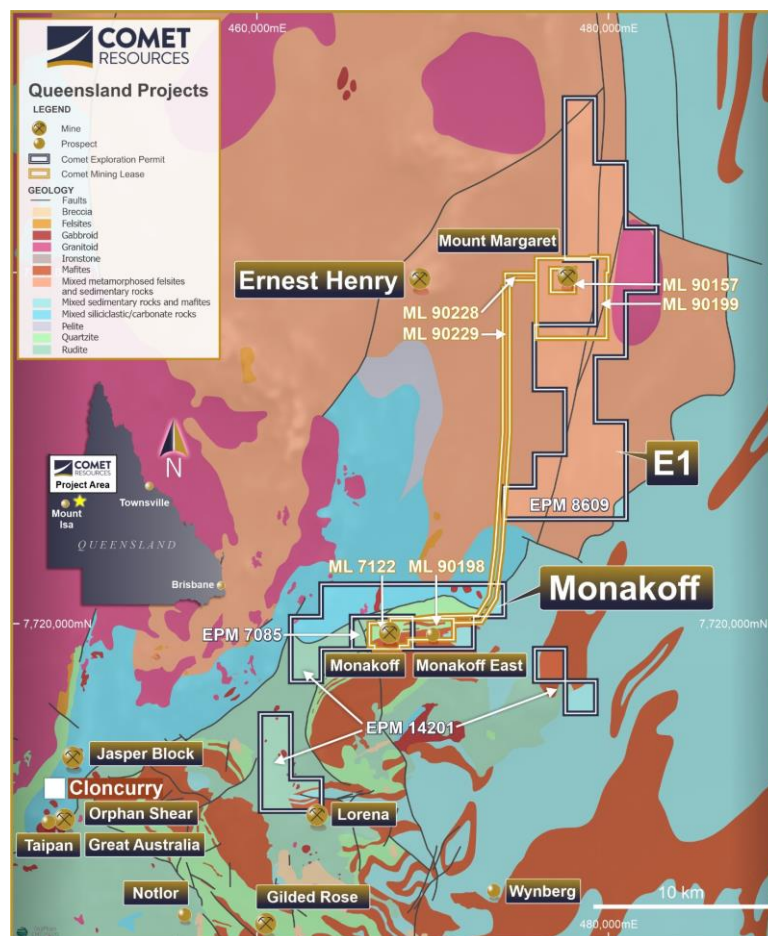 COMET
RESOURCES
Queensland Projects
LEGEND
Mine
Prospect
Comet Exploration Permit
Comet Mining Lease
GEOLOGY
Faults
Breccia
Felsites
Gabbroid
Granitoid
Ironstone
Mafites
Mixed metamorphosed felsites
and sedimentary rocks
Mixed sedimentary rocks and mafites
Mixed siliciclastic/carbonate rocks
Pelite
Quartzite
Rudite
460,000mE
480,000mE
Mount Margaret
Ernest Henry
ML 90157
ML 90228
ML 90199
ML 90229
N
COMET
RESOURCES
Project Area
Townsville
Mount
Isa
QUEENSLAND
Brisbane
E1
EPM 8609
ML 7122
ML 90198
Monakoff
7,720,000mN
EPM 7085
7,720,000mN
Monakoff
Monakoff East
EPM 14201
Jasper Block
Cloncurry
Orphan Shear
Lorena
Taipan
Great Australia
Notlor
Gilded Rose
Wynberg
10 km
480,000mE